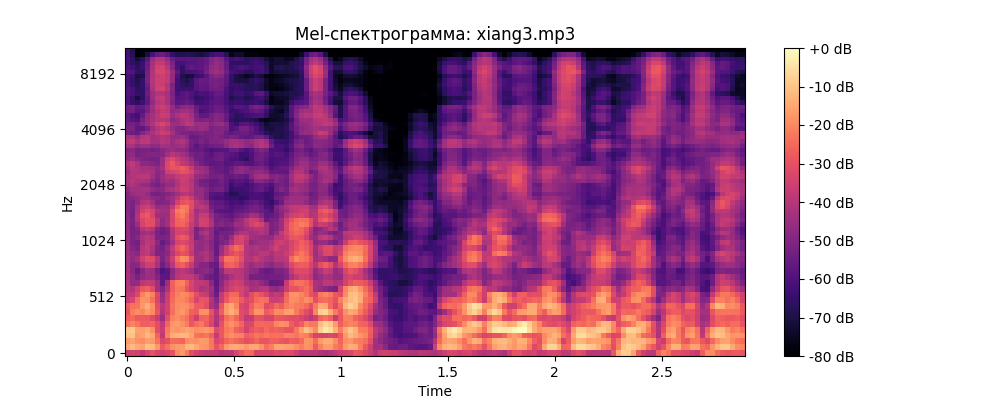 Mel-спектрограмма: xiang3.mp3
8192
4096
2048
1024
512
0
Hz
0
0.5
1
1.5
2
2.5
Time
+0 dB
-10 dB
-20 dB
-30 dB
-40 dB
-50 dB
-60 dB
-70 dB
-80 dB